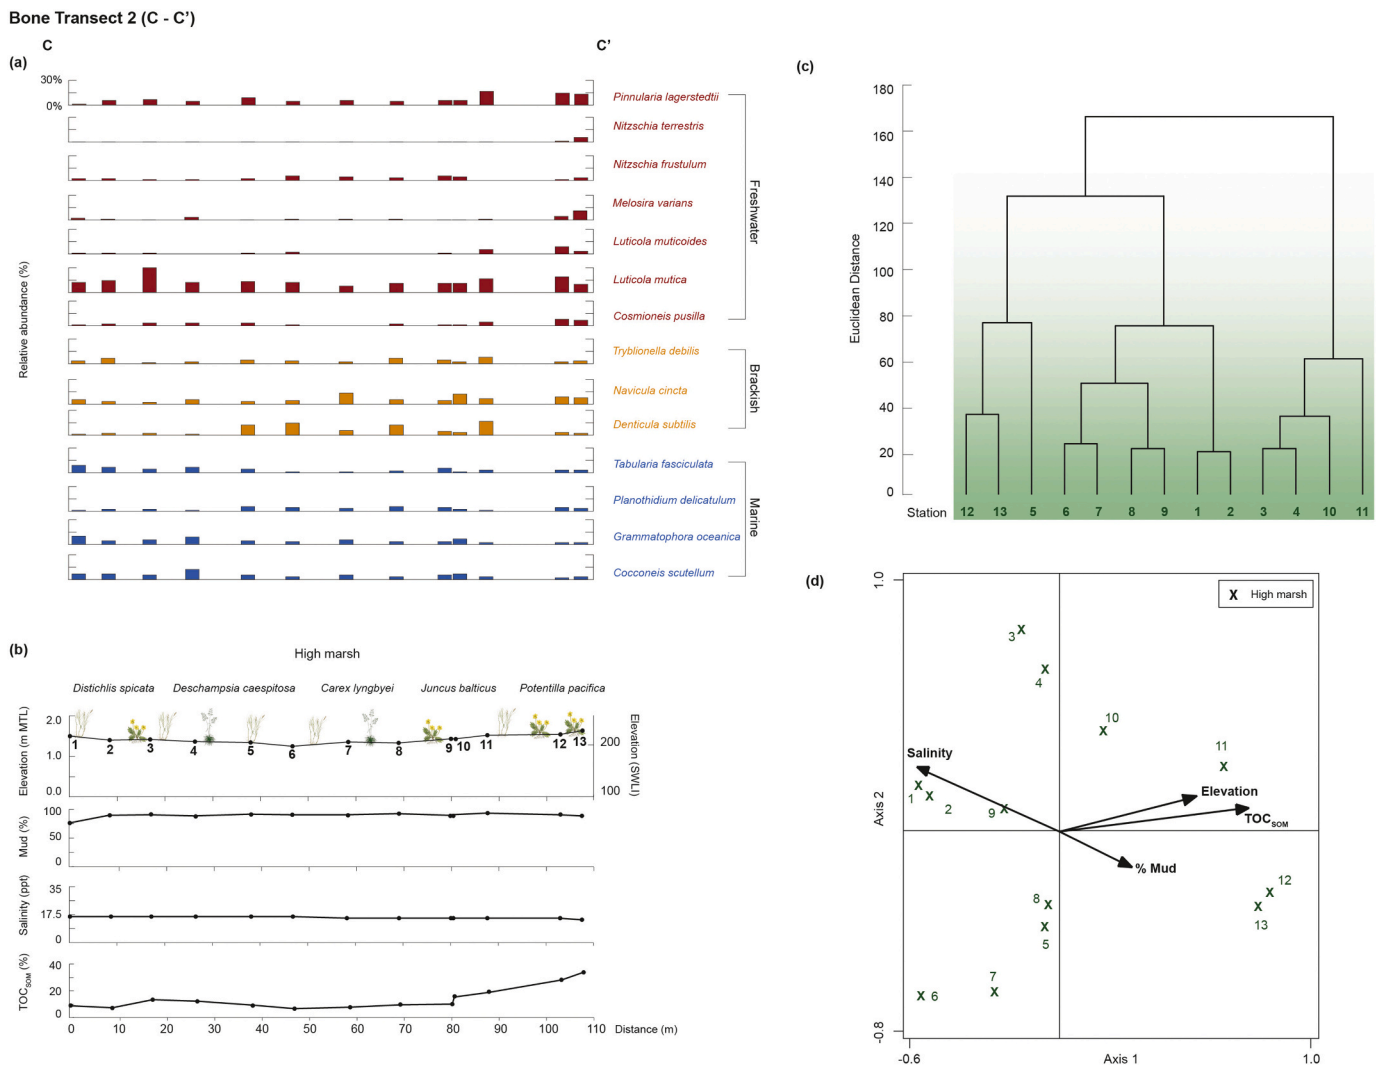 Bone Transect 2 (C - C')
C C'
(a)
30%
0%
Relative abundance (%)
Pinnularia lagerstedtii
Nitzschia terrestris
Nitzschia frustulum
Melosira varians
Luticola muticoides
Luticola mutica
Cosmioneis pusilla
Freshwater
Tryblionella debilis
Navicula cincta
Denticula subtilis
Brackish
Tabularia fasciculata
Planothidium delicatulum
Grammatophora oceanica
Cocconeis scutellum
Marine
(b)
High marsh
Distichlis spicata Deschampsia caespitosa Carex lyngbyei Juncus balticus Potentilla pacifica
Elevation (m MTL)
2.0
1.0
0.0
1 2 3 4 5 6 7 8 9 10 11 12 13
200
100
Elevation (SWLI)
Mud (%)
100
50
0
Salinity (ppt)
35
17.5
0
TOCSOM (%)
40
20
0
0 10 20 30 40 50 60 70 80 90 100 110 Distance (m)
(c)
Euclidean Distance
180
160
140
120
100
80
60
40
20
0
Station 12 13 5 6 7 8 9 1 2 3 4 10 11
(d)
1.0
X High marsh
3 X
X
4
10
X
11
X
Salinity
Elevation
TOCSOM
X
1
X
2
9 X
% Mud
Axis 2
8 X
X
5
12
X
X
13
7
X
X 6
-0.8
-0.6 Axis 1 1.0